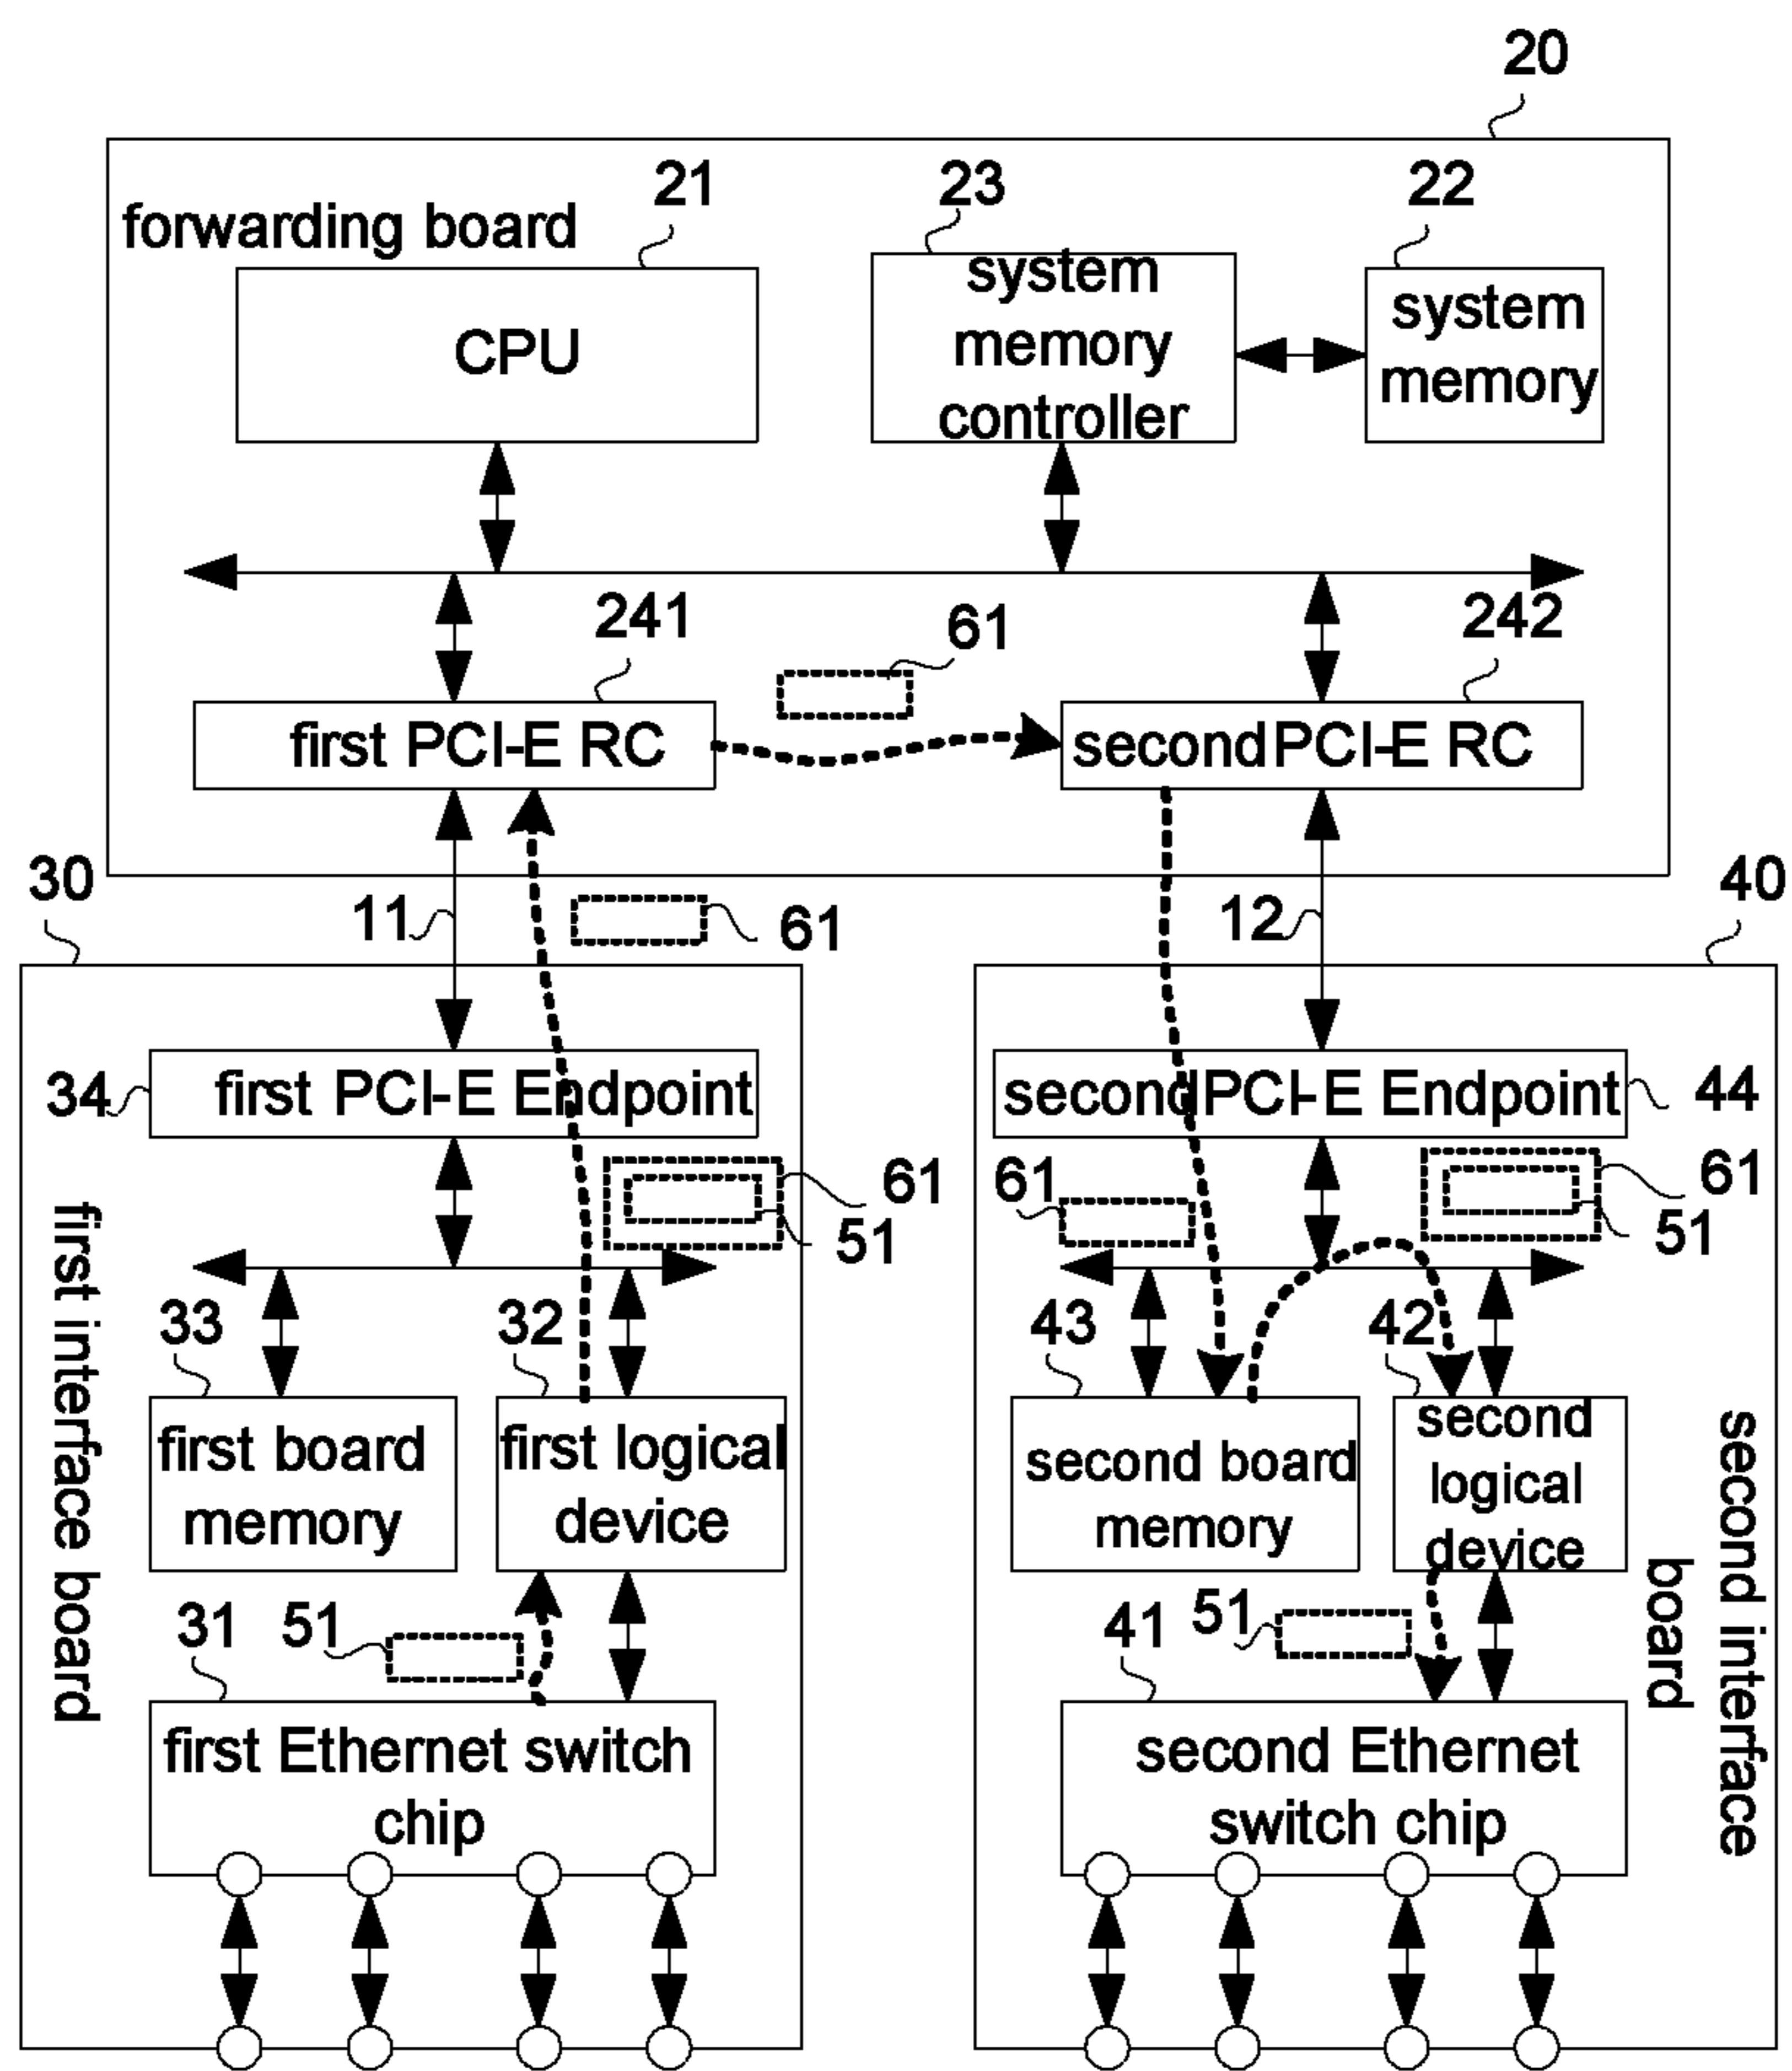 20
21
23
22
forwarding board
CPU
system
memory
controller
system
memory
241
61
242
first PCI-E RC
second PCI-E RC
30
11
61
12
40
34
first PCI-E Endpoint
second PCI-E Endpoint
44
61
51
61
61
51
first interface board
33
32
43
42
first board
memory
first logical
device
second board
memory
second
logical
device
second interface
board
31
51
41
51
first Ethernet switch
chip
second Ethernet
switch chip